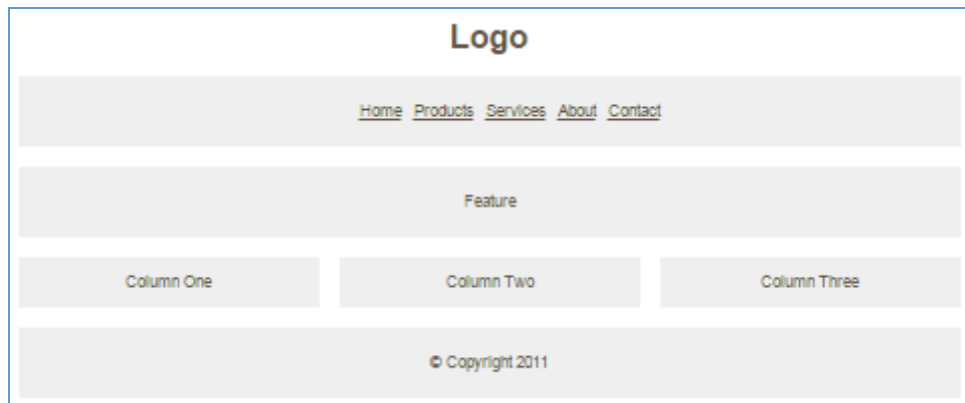 Logo
Home Products Services About Contact
Feature
Column One Column Two Column Three
© Copyright 2011